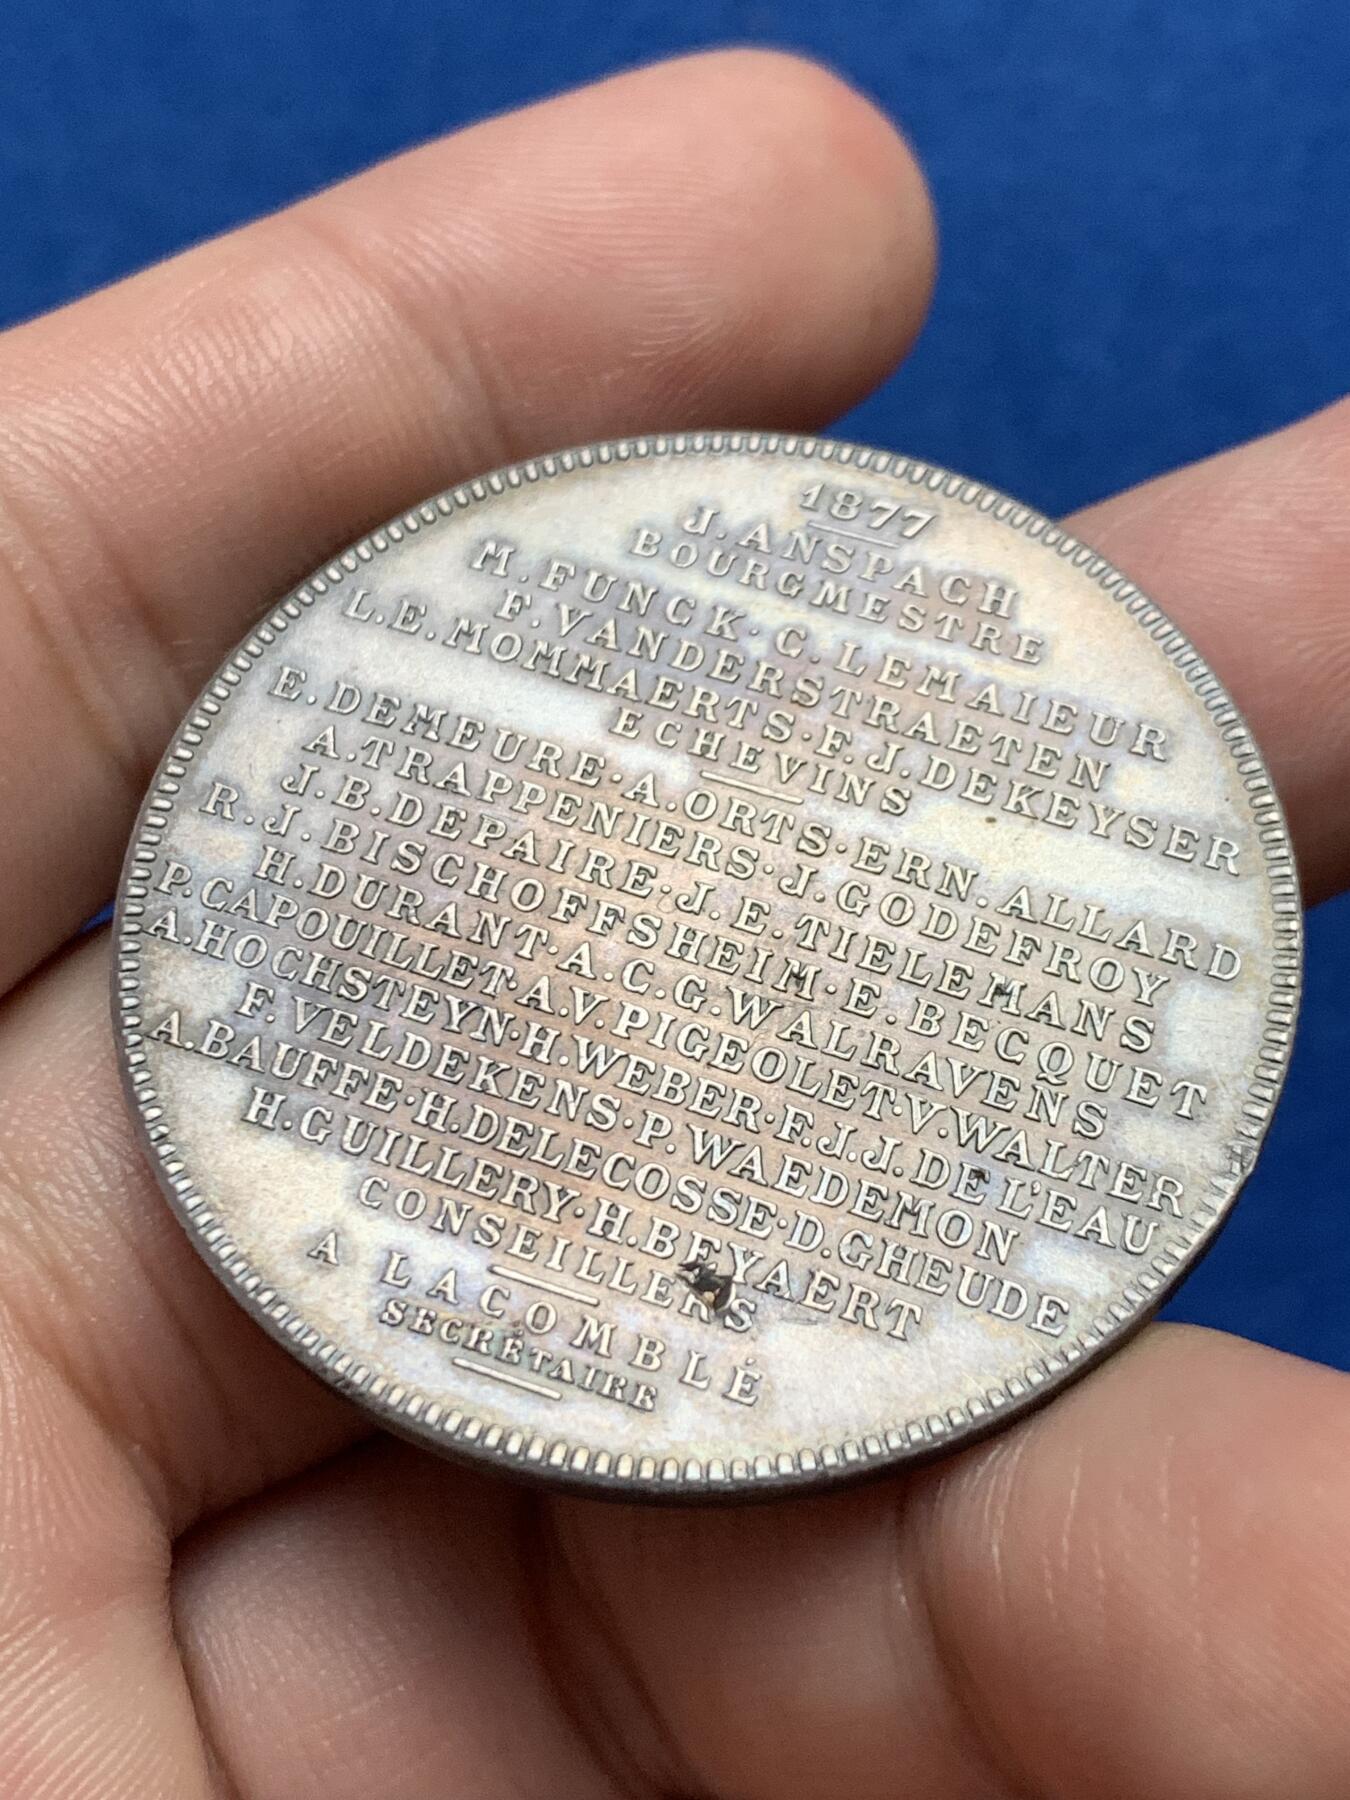 1877
J. ANSPACH
BOURGMESTRE
M. FUNCK · C. LEMAIEUR
F. VANDERSTRAETEN
L. E. MOMMAERTS · F. J. DEKEYSER
ECHEVINS
E. DEMEURE · A. ORTS · ERN. ALLARD
A. TRAPPENIERS · J. GODEFROY
J. B. DEPAIRE · J. E. TIELEMANS
R. J. BISCHOFFSHEIM · E. BECQUET
H. DURANT · A. C. G. WALRAVENS
P. CAPOUILLET · A. V. PIGEOLET · V. WALTER
A. HOCHSTEYN · H. WEBER · F. J. J. DE L'EAU
F. VELDEKENS · P. WAEDEMON
A. BAUFFE · H. DELECOSSE · D. GHEUDE
H. GUILLERY · H. BEYAERT
CONSEILLERS
A LACOMBLÉ
SECRÉTAIRE